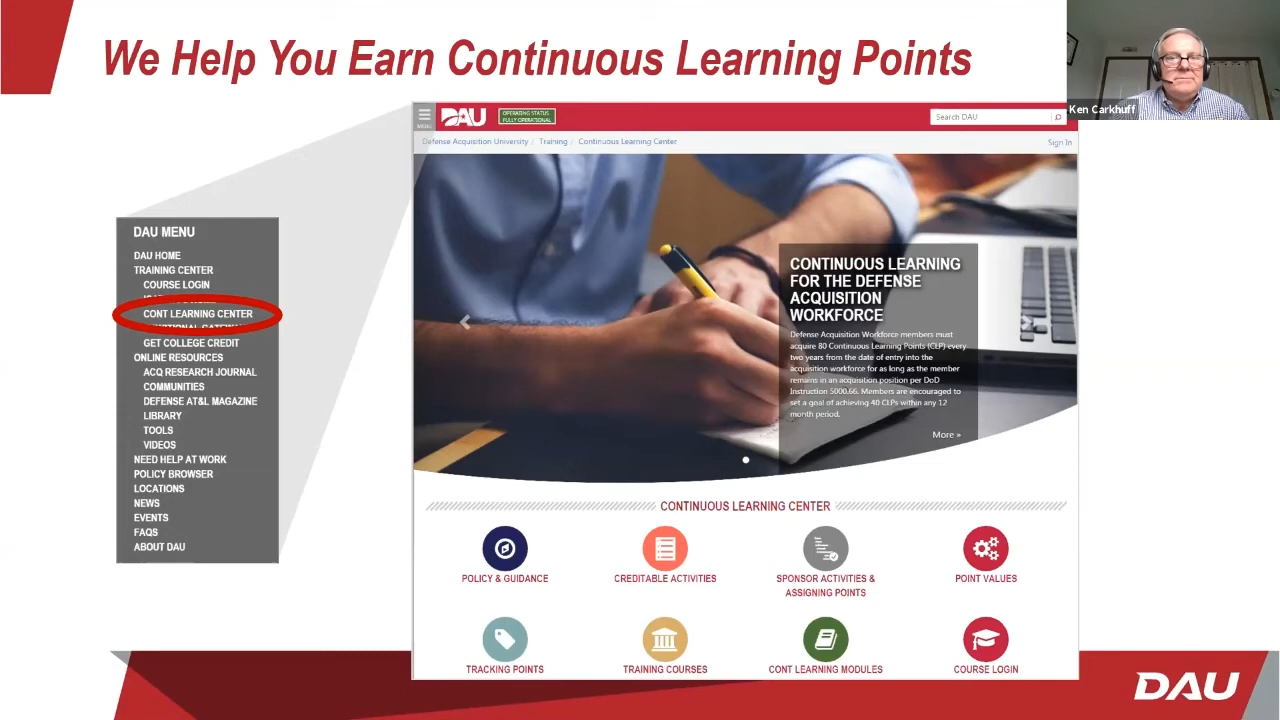 We Help You Earn Continuous Learning Points
Ken Carkhuff
MENU
DAU
OPERATING STATUS
FULLY OPERATIONAL
Search DAU
Defense Acquisition University / Training / Continuous Learning Center
Sign In
DAU MENU
DAU HOME
TRAINING CENTER
COURSE LOGIN
CONT LEARNING CENTER
GET COLLEGE CREDIT
ONLINE RESOURCES
ACQ RESEARCH JOURNAL
COMMUNITIES
DEFENSE AT&L MAGAZINE
LIBRARY
TOOLS
VIDEOS
NEED HELP AT WORK
POLICY BROWSER
LOCATIONS
NEWS
EVENTS
FAQS
ABOUT DAU
CONTINUOUS LEARNING
FOR THE DEFENSE
ACQUISITION
WORKFORCE
Defense Acquisition Workforce members must
acquire 80 Continuous Learning Points (CLP) every
two years from the date of entry into the
acquisition workforce for as long as the member
remains in an acquisition position per DoD
Instruction 5000.66. Members are encouraged to
set a goal of achieving 40 CLPs within any 12
month period.
More »
CONTINUOUS LEARNING CENTER
POLICY & GUIDANCE
CREDITABLE ACTIVITIES
SPONSOR ACTIVITIES &
ASSIGNING POINTS
POINT VALUES
TRACKING POINTS
TRAINING COURSES
CONT LEARNING MODULES
COURSE LOGIN
DAU